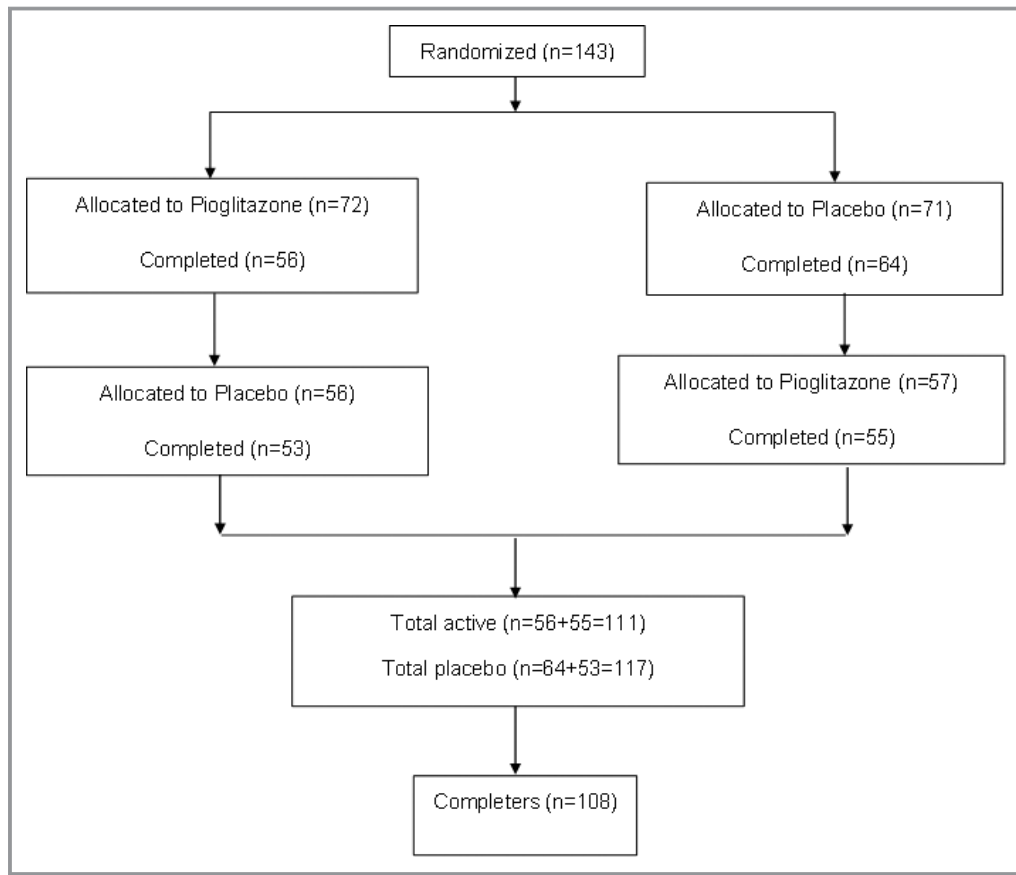 Randomized (n=143)
Allocated to Pioglitazone (n=72)
Completed (n=56)
Allocated to Placebo (n=71)
Completed (n=64)
Allocated to Placebo (n=56)
Completed (n=53)
Allocated to Pioglitazone (n=57)
Completed (n=55)
Total active (n=56+55=111)
Total placebo (n=64+53=117)
Completers (n=108)